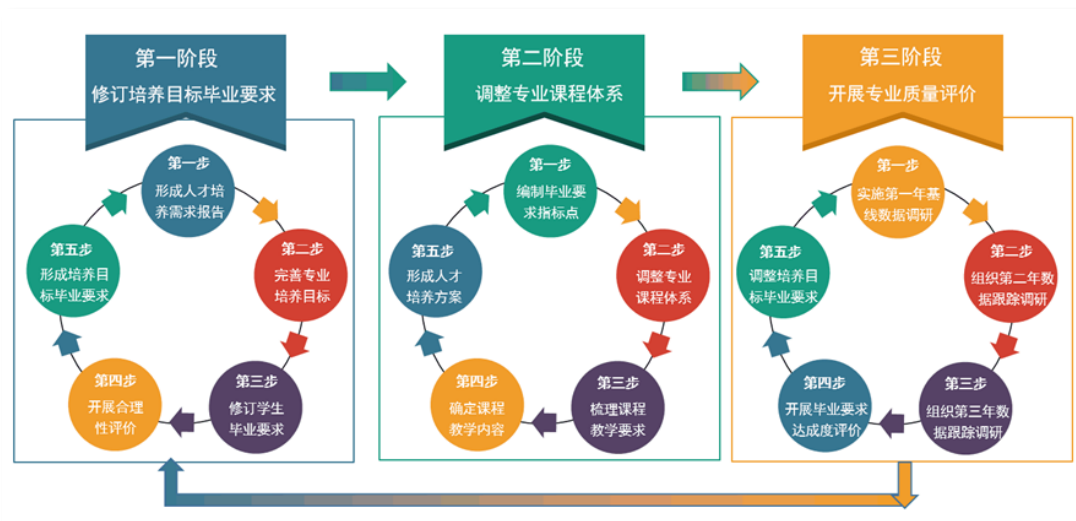 第一阶段
修订培养目标毕业要求
第一步
形成人才培
养需求报告
第二步
完善专业
培养目标
第三步
修订学生
毕业要求
第四步
开展合理
性评价
第五步
形成培养目
标毕业要求
第二阶段
调整专业课程体系
第一步
编制毕业要
求指标点
第二步
调整专业
课程体系
第三步
梳理课程
教学要求
第四步
确定课程
教学内容
第五步
形成人才
培养方案
第三阶段
开展专业质量评价
第一步
实施第一年基
线数据调研
第二步
组织第二年数
据跟踪调研
第三步
组织第三年数
据跟踪调研
第四步
开展毕业要求
达成度评价
第五步
调整培养目
标毕业要求